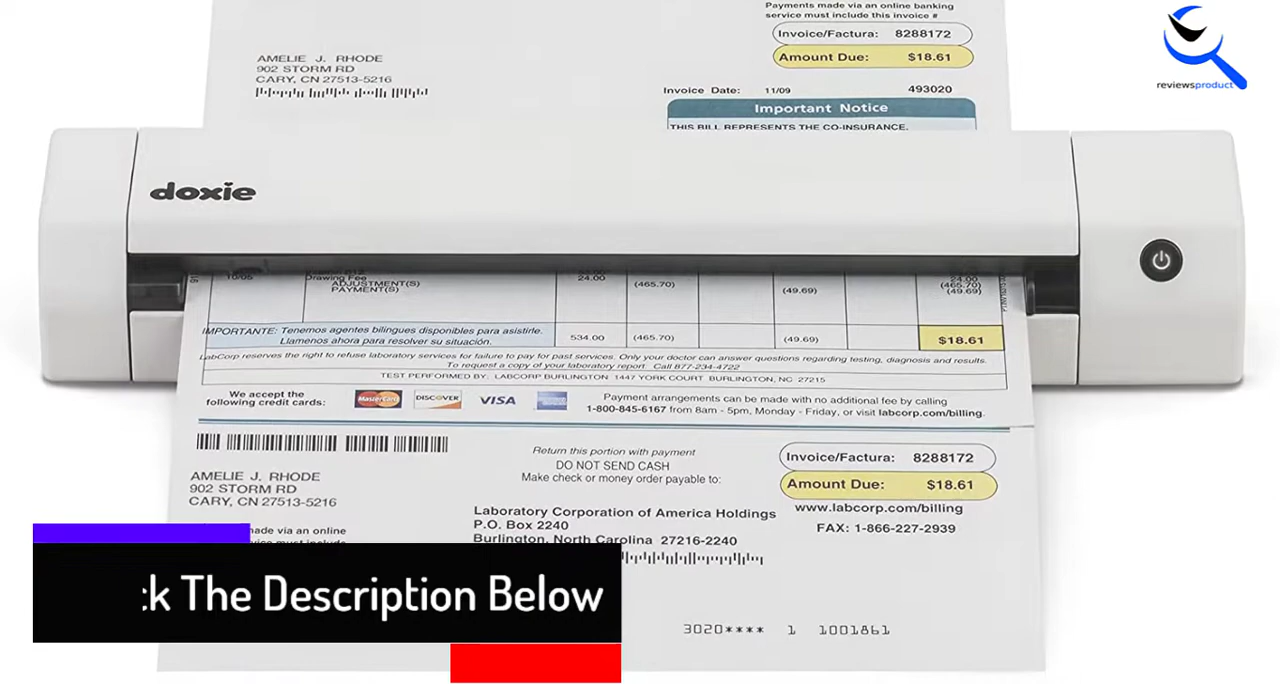 Payments made via an online banking
service must include this invoice #
Invoice/Factura: 8288172
Amount Due: $18.61
AMELIE J. RHODE
902 STORM RD
CARY, CN 27513-5216
Invoice Date: 11/09 493020
Important Notice
THIS BILL REPRESENTS THE CO-INSURANCE.
reviewsproduct
doxie
10/05 Drawing Fee 24.00 24.00
ADJUSTMENT(S) (465.70) (465.70)
PAYMENT(S) (49.69) (49.69)
IMPORTANTE: Tenemos agentes bilingues disponibles para asistirle.
Llamenos ahora para resolver su situación. 534.00 (465.70) (49.69) $18.61
LabCorp reserves the right to refuse laboratory services for failure to pay for past services. Only your doctor can answer questions regarding testing, diagnosis and results.
To request a copy of your laboratory report. Call 877-234-4722
TEST PERFORMED BY: LABCORP BURLINGTON 1447 YORK COURT BURLINGTON, NC 27215
We accept the
following credit cards:
MasterCard DISCOVER VISA
Payment arrangements can be made with no additional fee by calling
1-800-845-6167 from 8am - 5pm, Monday - Friday, or visit labcorp.com/billing.
AMELIE J. RHODE
902 STORM RD
CARY, CN 27513-5216
Return this portion with payment
DO NOT SEND CASH
Make check or money order payable to:
Invoice/Factura: 8288172
Amount Due: $18.61
www.labcorp.com/billing
FAX: 1-866-227-2939
Laboratory Corporation of America Holdings
P.O. Box 2240
Burlington, North Carolina 27216-2240
made via an online
service must include
k The Description Below
3020**** 1 1001861